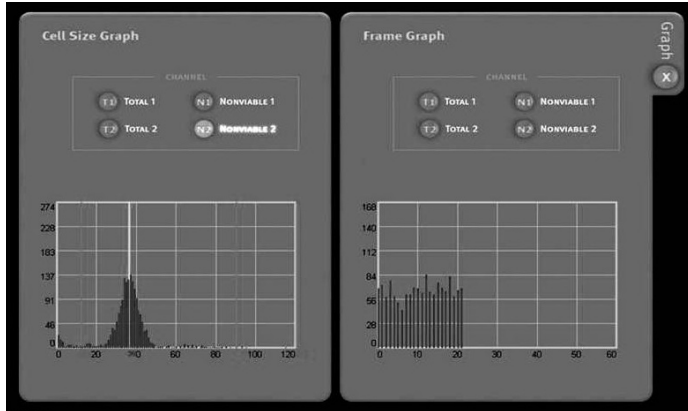 Cell Size Graph
CHANNEL
T1 TOTAL 1
N1 NONVIABLE 1
T2 TOTAL 2
N2 NONVIABLE 2
274
228
183
137
91
46
0
0 20 40 60 80 100 120
Frame Graph
CHANNEL
T1 TOTAL 1
N1 NONVIABLE 1
T2 TOTAL 2
N2 NONVIABLE 2
168
140
112
84
56
28
0
0 10 20 30 40 50 60
Graph
X